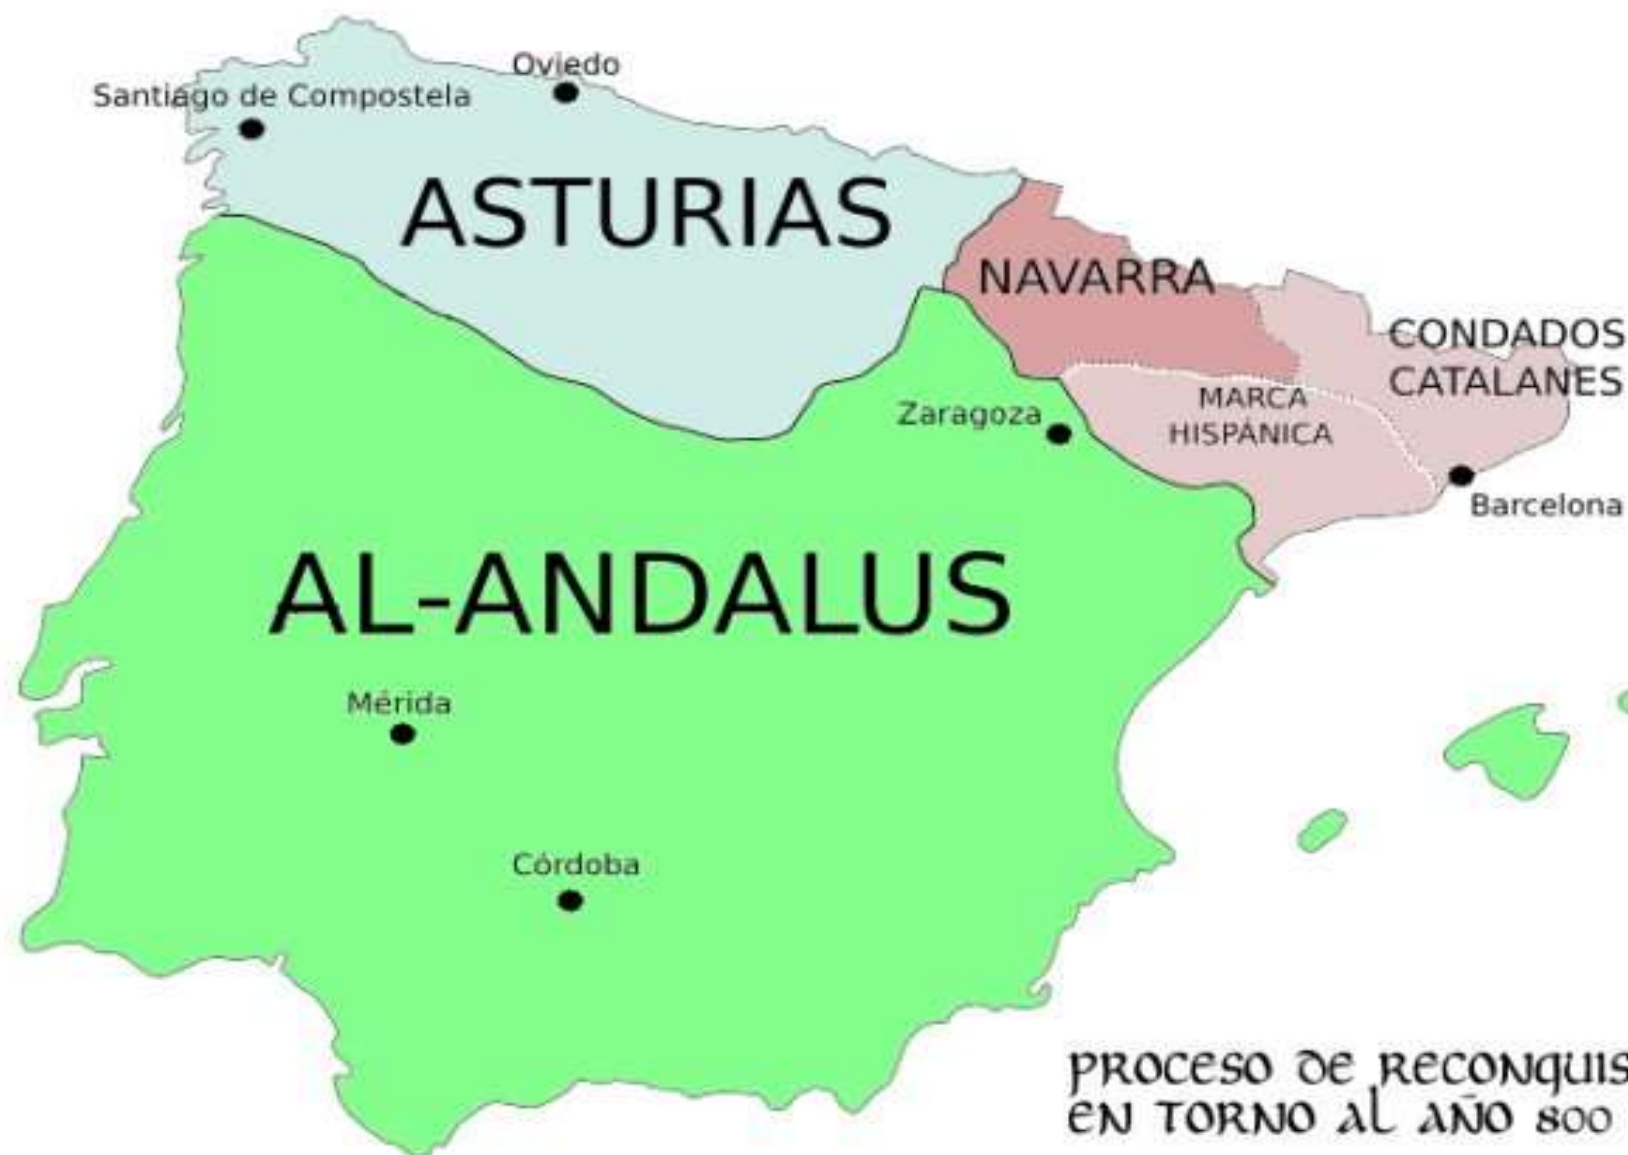 Oviedo
Santiago de Compostela
ASTURIAS
NAVARRA
CONDADOS
CATALANES
MARCA
HISPÁNICA
Zaragoza
Barcelona
AL-ANDALUS
Mérida
Córdoba
PROCESO DE RECONQUIS
EN TORNO AL AÑO 800